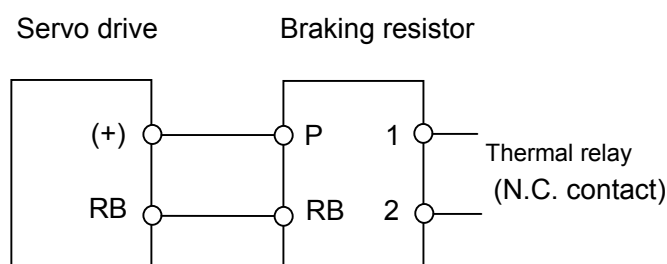 Servo drive Braking resistor
(+) P 1
Thermal relay
(N.C. contact)
RB RB 2